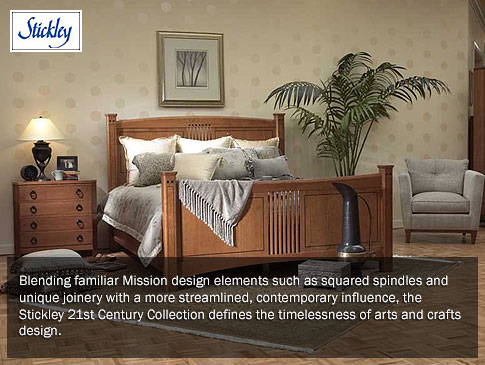 Stickley
Blending familiar Mission design elements such as squared spindles and
unique joinery with a more streamlined, contemporary influence, the
Stickley 21st Century Collection defines the timelessness of arts and crafts
design.